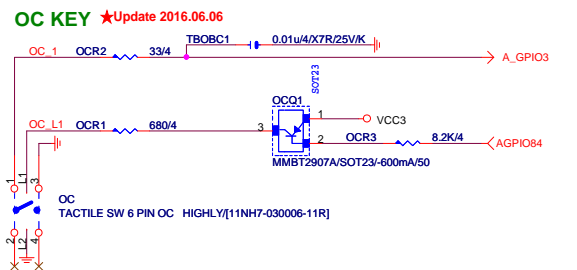 OC KEY ★Update 2016.06.06
TBOBC1 0.01u/4/X7R/25V/K
OC_1 OCR2 33/4 A_GPIO3
SOT23
OCQ1
OC_L1 OCR1 680/4 3 1 VCC3
2 OCR3 8.2K/4 AGPIO84
MMBT2907A/SOT23/-600mA/50
1 L1 3
OC
TACTILE SW 6 PIN OC HIGHLY/[11NH7-030006-11R]
2 L2 4